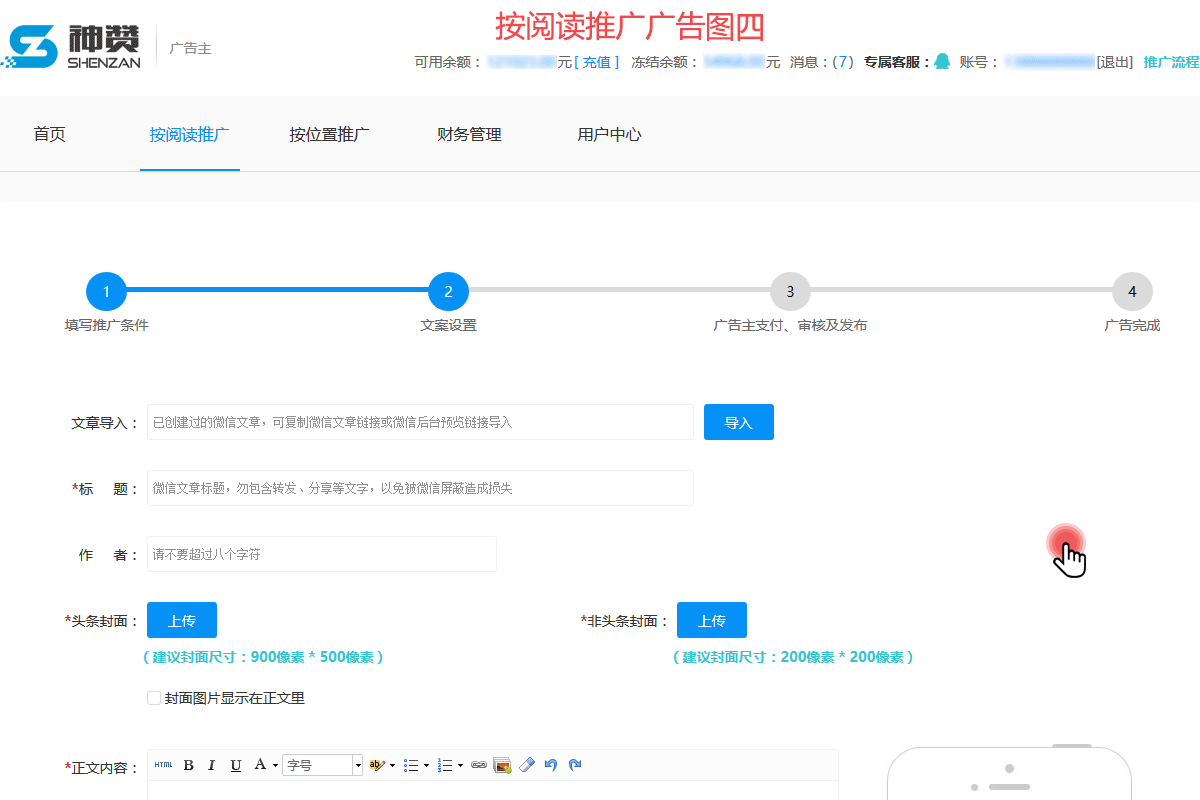 按阅读推广广告图四
神赞 SHENZAN 广告主
可用余额： 元[ 充值 ] 冻结余额： 元 消息：(7) 专属客服： 账号： [退出] 推广流程
首页 按阅读推广 按位置推广 财务管理 用户中心
1 2 3 4
填写推广条件 文案设置 广告主支付、审核及发布 广告完成
文章导入： 已创建过的微信文章，可复制微信文章链接或微信后台预览链接导入 导入
*标 题： 微信文章标题，勿包含转发、分享等文字，以免被微信屏蔽造成损失
作 者： 请不要超过八个字符
*头条封面： 上传 *非头条封面： 上传
( 建议封面尺寸：900像素 * 500像素 ) ( 建议封面尺寸：200像素 * 200像素 )
封面图片显示在正文里
*正文内容： HTML B I U A 字号 ab